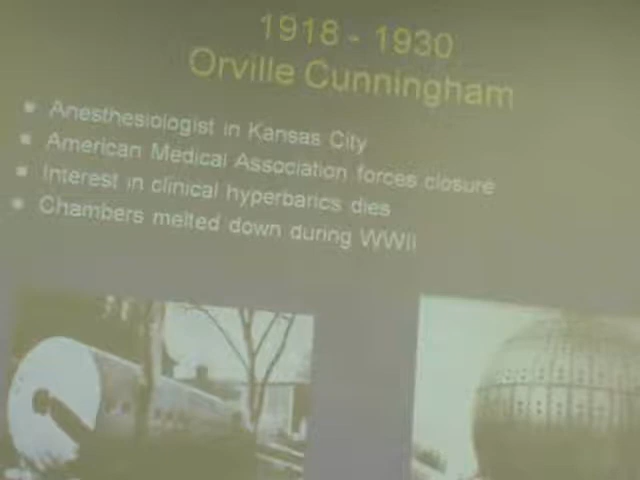 1918 - 1930
Orville Cunningham
Anesthesiologist in Kansas City
American Medical Association forces closure
Interest in clinical hyperbarics dies
Chambers melted down during WWII